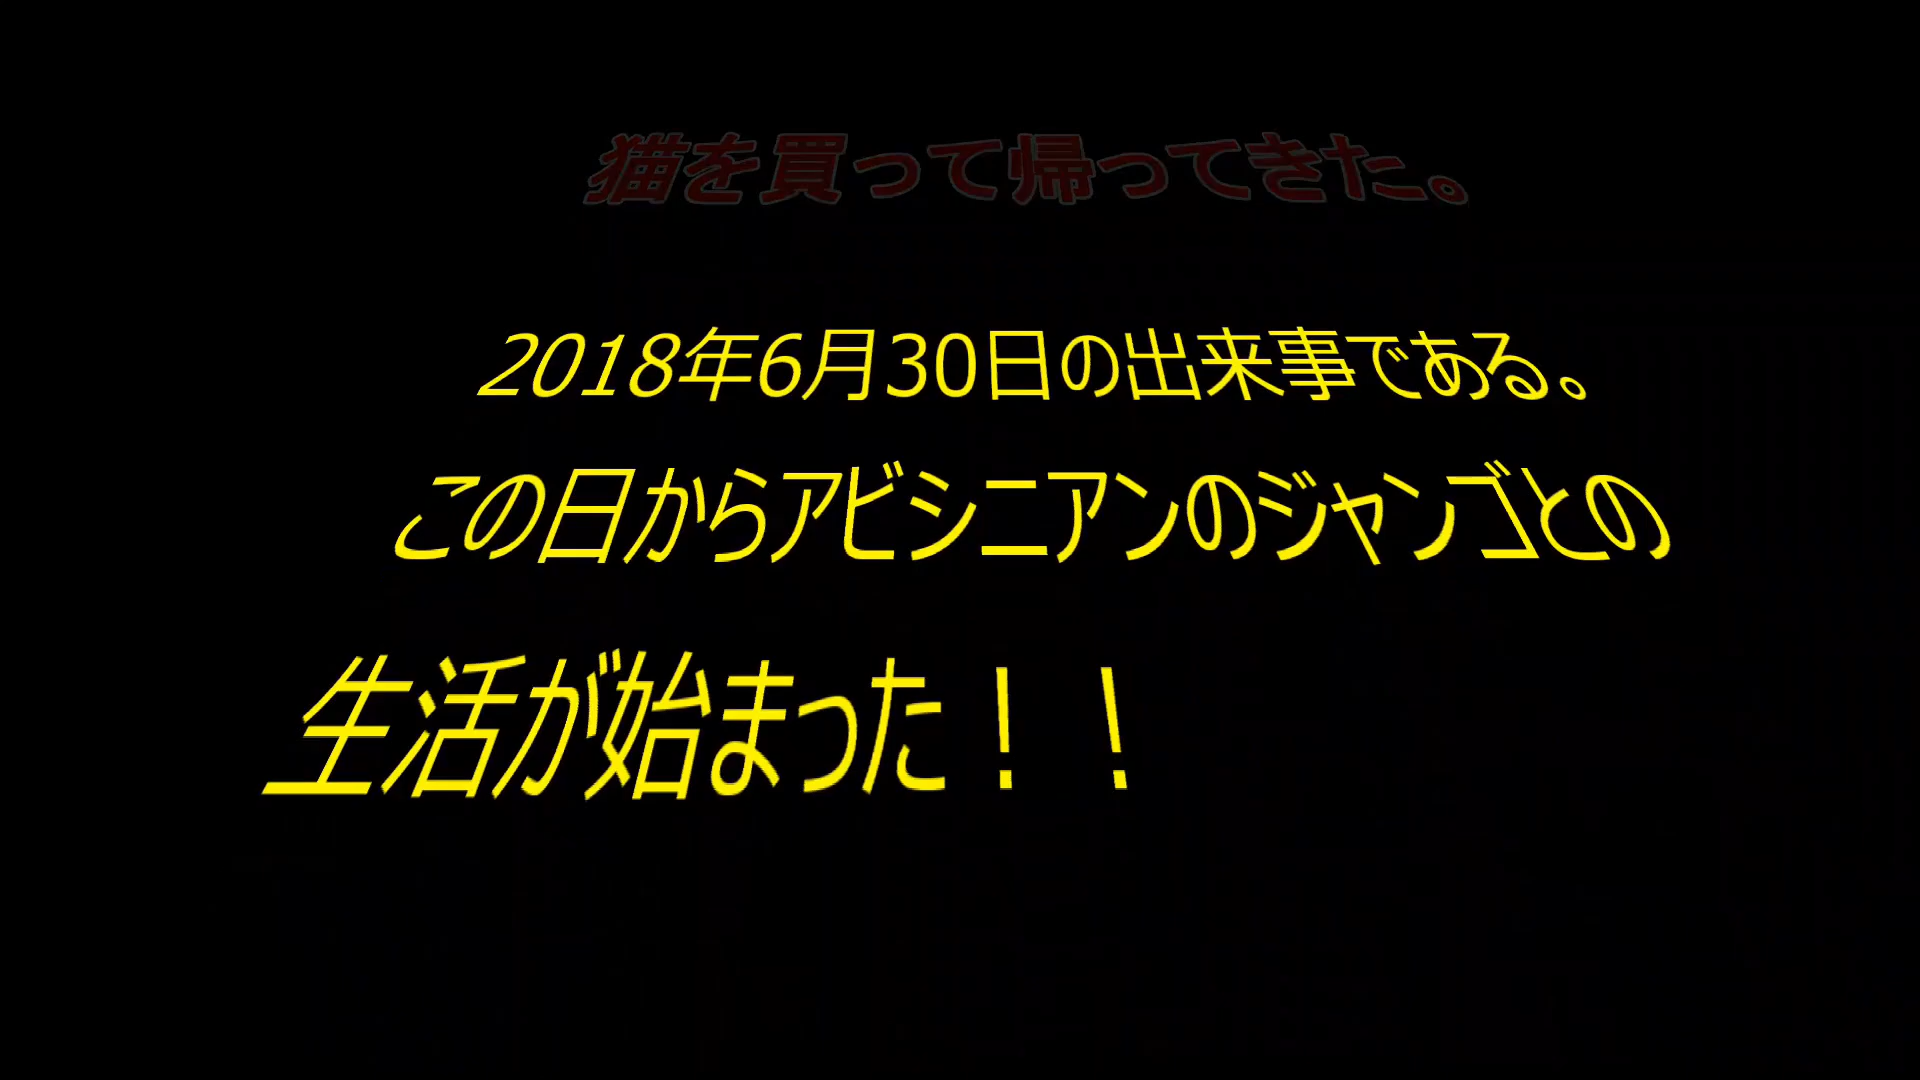 猫を買って帰ってきた。
2018年6月30日の出来事である。
この日からアビシニアンのジャンゴとの
生活が始まった！！